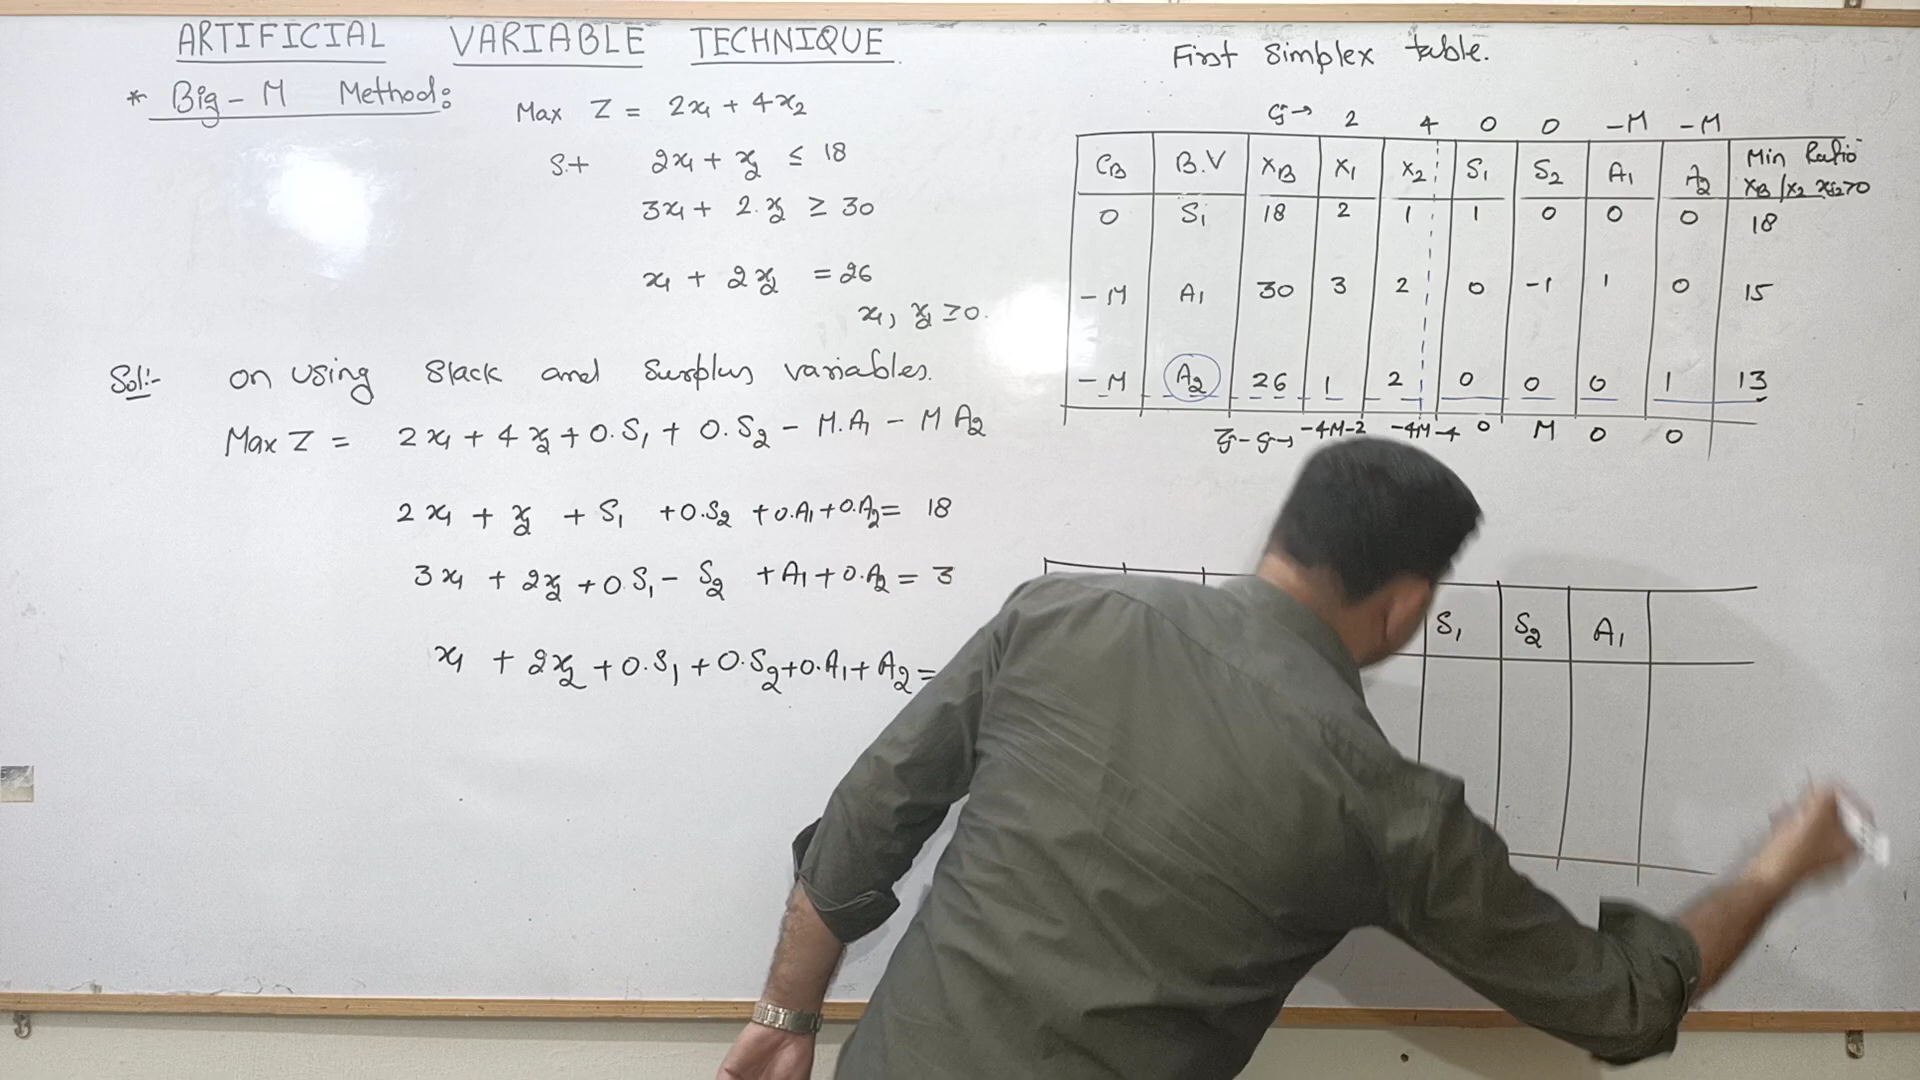 ARTIFICIAL VARIABLE TECHNIQUE
* Big-M Method:
Max Z = 2x1 + 4x2
S.t 2x1 + x2 ≤ 18
3x1 + 2.x2 ≥ 30
x1 + 2x2 = 26
x1, x2 ≥ 0.
Sol:- on using Slack and Surplus variables.
Max Z = 2x1 + 4x2 + 0.S1 + 0.S2 - M.A1 - M A2
2x1 + x2 + S1 + 0.S2 + 0.A1 + 0.A2 = 18
3x1 + 2x2 + 0.S1 - S2 + A1 + 0.A2 = 3
x1 + 2x2 + 0.S1 + 0.S2 + 0.A1 + A2 =
First Simplex table.
Cj→ 2 4 0 0 -M -M
CB B.V XB X1 X2 S1 S2 A1 A2 Min Ratio XB/X2 X2>0
0 S1 18 2 1 1 0 0 0 18
-M A1 30 3 2 0 -1 1 0 15
-M A2 26 1 2 0 0 0 1 13
Zj-Cj→ -4M-2 -4M-4 0 M 0 0
S1 S2 A1